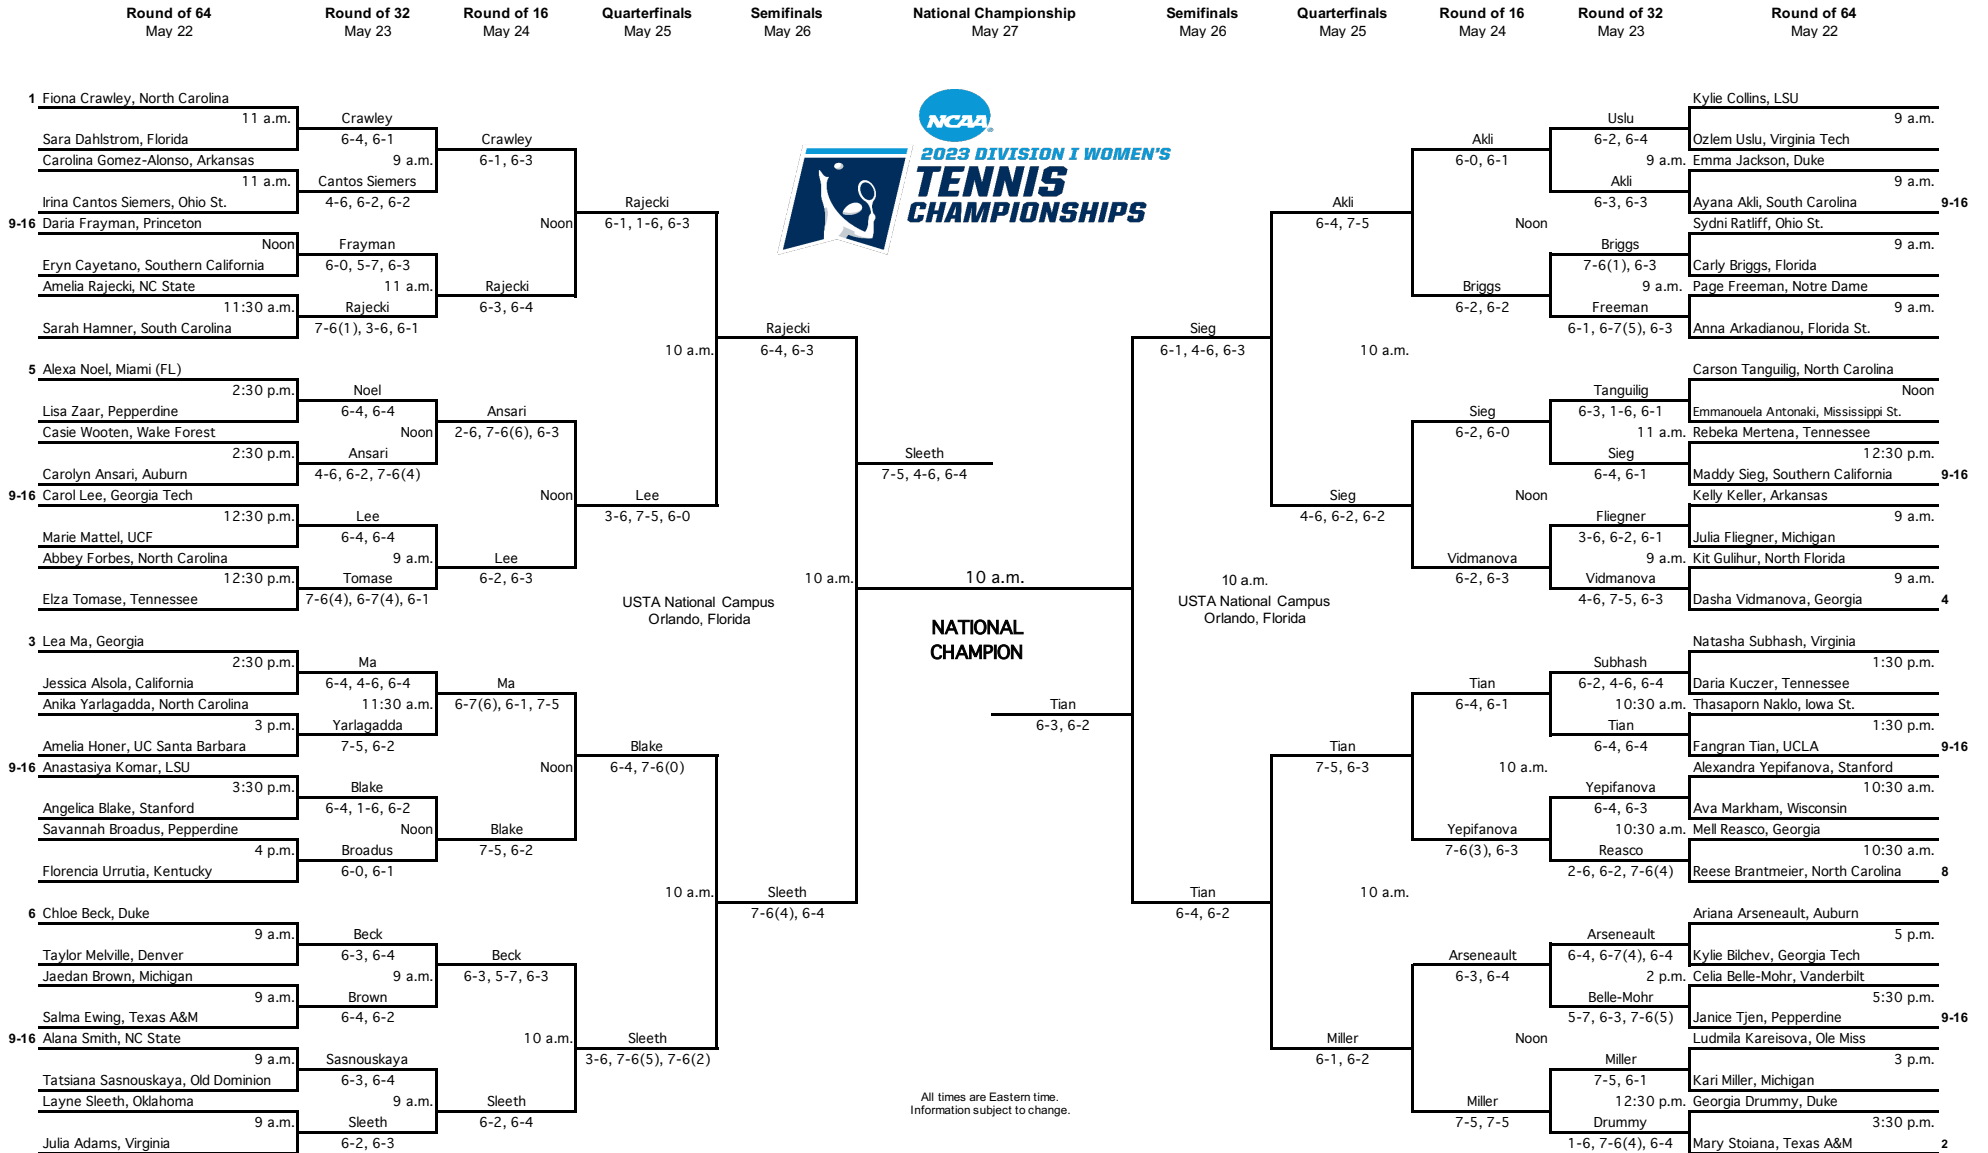 Round of 64
May 22
Round of 32
May 23
Round of 16
May 24
Quarterfinals
May 25
Semifinals
May 26
National Championship
May 27
Semifinals
May 26
Quarterfinals
May 25
Round of 16
May 24
Round of 32
May 23
Round of 64
May 22
NCAA
2023 DIVISION I WOMEN'S
TENNIS
CHAMPIONSHIPS
1 Fiona Crawley, North Carolina
11 a.m.
Sara Dahlstrom, Florida
Carolina Gomez-Alonso, Arkansas
11 a.m.
Irina Cantos Siemers, Ohio St.
9-16 Daria Frayman, Princeton
Noon
Eryn Cayetano, Southern California
Amelia Rajecki, NC State
11:30 a.m.
Sarah Hamner, South Carolina
5 Alexa Noel, Miami (FL)
2:30 p.m.
Lisa Zaar, Pepperdine
Casie Wooten, Wake Forest
2:30 p.m.
Carolyn Ansari, Auburn
9-16 Carol Lee, Georgia Tech
12:30 p.m.
Marie Mattel, UCF
Abbey Forbes, North Carolina
12:30 p.m.
Elza Tomase, Tennessee
3 Lea Ma, Georgia
2:30 p.m.
Jessica Alsola, California
Anika Yarlagadda, North Carolina
3 p.m.
Amelia Honer, UC Santa Barbara
9-16 Anastasiya Komar, LSU
3:30 p.m.
Angelica Blake, Stanford
Savannah Broadus, Pepperdine
4 p.m.
Florencia Urrutia, Kentucky
6 Chloe Beck, Duke
9 a.m.
Taylor Melville, Denver
Jaedan Brown, Michigan
9 a.m.
Salma Ewing, Texas A&M
9-16 Alana Smith, NC State
9 a.m.
Tatsiana Sasnouskaya, Old Dominion
Layne Sleeth, Oklahoma
9 a.m.
Julia Adams, Virginia
Crawley
6-4, 6-1
9 a.m.
Cantos Siemers
4-6, 6-2, 6-2
Frayman
6-0, 5-7, 6-3
11 a.m.
Rajecki
7-6(1), 3-6, 6-1
Noel
6-4, 6-4
Noon
Ansari
4-6, 6-2, 7-6(4)
Lee
6-4, 6-4
9 a.m.
Tomase
7-6(4), 6-7(4), 6-1
Ma
6-4, 4-6, 6-4
11:30 a.m.
Yarlagadda
7-5, 6-2
Blake
6-4, 1-6, 6-2
Noon
Broadus
6-0, 6-1
Beck
6-3, 6-4
9 a.m.
Brown
6-4, 6-2
Sasnouskaya
6-3, 6-4
9 a.m.
Sleeth
6-2, 6-3
Crawley
6-1, 6-3
Noon
Rajecki
6-3, 6-4
Ansari
2-6, 7-6(6), 6-3
Noon
Lee
6-2, 6-3
Ma
6-7(6), 6-1, 7-5
Noon
Blake
7-5, 6-2
Beck
6-3, 5-7, 6-3
10 a.m.
Sleeth
6-2, 6-4
Rajecki
6-1, 1-6, 6-3
10 a.m.
Lee
3-6, 7-5, 6-0
USTA National Campus
Orlando, Florida
Blake
6-4, 7-6(0)
10 a.m.
Sleeth
3-6, 7-6(5), 7-6(2)
Rajecki
6-4, 6-3
10 a.m.
Sleeth
7-6(4), 6-4
Sleeth
7-5, 4-6, 6-4
10 a.m.
NATIONAL
CHAMPION
Tian
6-3, 6-2
All times are Eastern time.
Information subject to change.
Sieg
6-1, 4-6, 6-3
10 a.m.
USTA National Campus
Orlando, Florida
Tian
6-4, 6-2
Akli
6-4, 7-5
10 a.m.
Sieg
4-6, 6-2, 6-2
Tian
7-5, 6-3
10 a.m.
Miller
6-1, 6-2
Akli
6-0, 6-1
Noon
Briggs
6-2, 6-2
Sieg
6-2, 6-0
Noon
Vidmanova
6-2, 6-3
Tian
6-4, 6-1
10 a.m.
Yepifanova
7-6(3), 6-3
Arseneault
6-3, 6-4
Noon
Miller
7-5, 7-5
Uslu
6-2, 6-4
9 a.m.
Akli
6-3, 6-3
Briggs
7-6(1), 6-3
9 a.m.
Freeman
6-1, 6-7(5), 6-3
Tanguilig
6-3, 1-6, 6-1
11 a.m.
Sieg
6-4, 6-1
Fliegner
3-6, 6-2, 6-1
9 a.m.
Vidmanova
4-6, 7-5, 6-3
Subhash
6-2, 4-6, 6-4
10:30 a.m.
Tian
6-4, 6-4
Yepifanova
6-4, 6-3
10:30 a.m.
Reasco
2-6, 6-2, 7-6(4)
Arseneault
6-4, 6-7(4), 6-4
2 p.m.
Belle-Mohr
5-7, 6-3, 7-6(5)
Miller
7-5, 6-1
12:30 p.m.
Drummy
1-6, 7-6(4), 6-4
Kylie Collins, LSU
9 a.m.
Ozlem Uslu, Virginia Tech
Emma Jackson, Duke
9 a.m.
Ayana Akli, South Carolina 9-16
Sydni Ratliff, Ohio St.
9 a.m.
Carly Briggs, Florida
Page Freeman, Notre Dame
9 a.m.
Anna Arkadianou, Florida St.
Carson Tanguilig, North Carolina
Noon
Emmanouela Antonaki, Mississippi St.
Rebeka Mertena, Tennessee
12:30 p.m.
Maddy Sieg, Southern California 9-16
Kelly Keller, Arkansas
9 a.m.
Julia Fliegner, Michigan
Kit Gulihur, North Florida
9 a.m.
Dasha Vidmanova, Georgia 4
Natasha Subhash, Virginia
1:30 p.m.
Daria Kuczer, Tennessee
Thasaporn Naklo, Iowa St.
1:30 p.m.
Fangran Tian, UCLA 9-16
Alexandra Yepifanova, Stanford
10:30 a.m.
Ava Markham, Wisconsin
Mell Reasco, Georgia
10:30 a.m.
Reese Brantmeier, North Carolina 8
Ariana Arseneault, Auburn
5 p.m.
Kylie Bilchev, Georgia Tech
Celia Belle-Mohr, Vanderbilt
5:30 p.m.
Janice Tjen, Pepperdine 9-16
Ludmila Kareisova, Ole Miss
3 p.m.
Kari Miller, Michigan
Georgia Drummy, Duke
3:30 p.m.
Mary Stoiana, Texas A&M 2